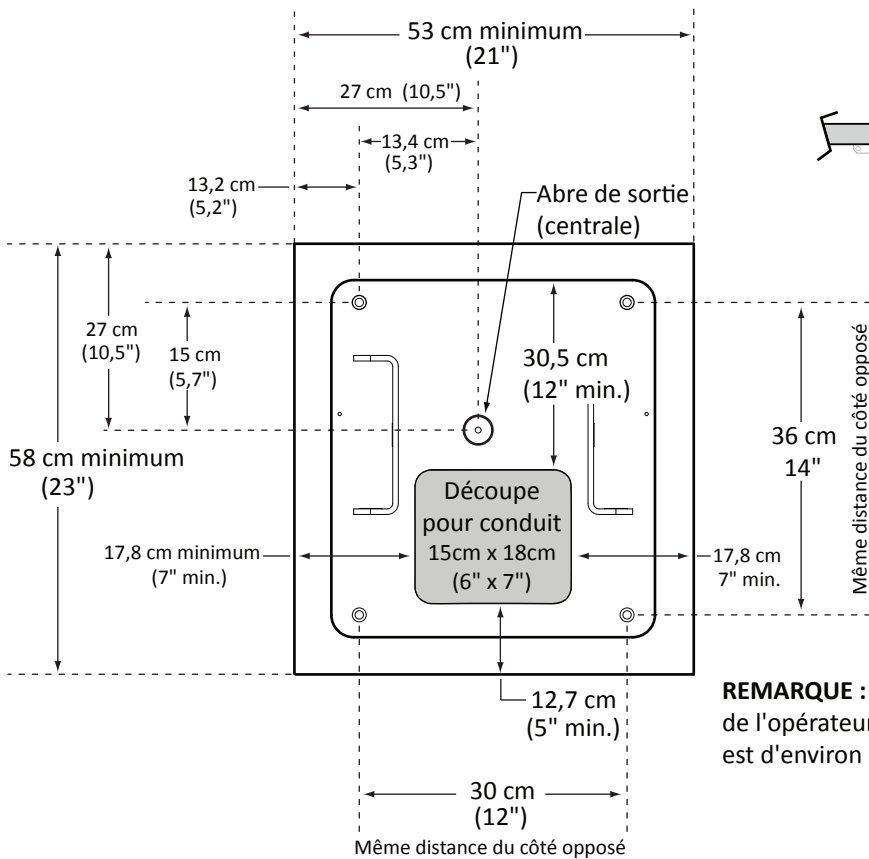 53 cm minimum
(21")
27 cm (10,5")
13,4 cm
(5,3")
13,2 cm
(5,2")
Abre de sortie
(centrale)
27 cm
(10,5")
15 cm
(5,7")
30,5 cm
(12" min.)
58 cm minimum
(23")
36 cm
14"
Même distance du côté opposé
Découpe
pour conduit
15cm x 18cm
(6" x 7")
17,8 cm minimum
(7" min.)
17,8 cm
7" min.
12,7 cm
(5" min.)
REMARQUE :
de l'opérateur
est d'environ
30 cm
(12")
Même distance du côté opposé